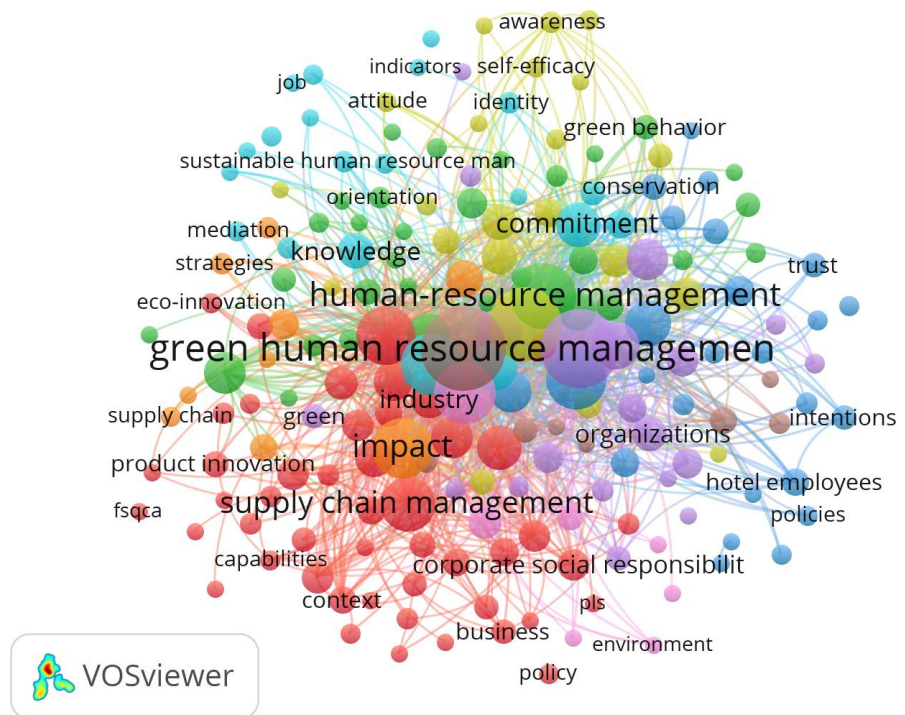 awareness
indicators
self-efficacy
job
attitude
identity
green behavior
sustainable human resource man
conservation
orientation
commitment
mediation
knowledge
strategies
trust
human-resource management
eco-innovation
green human resource managemen
industry
supply chain
green
intentions
organizations
impact
product innovation
hotel employees
supply chain management
fsqca
policies
capabilities
corporate social responsibilit
context
pls
business
environment
policy
VOSviewer